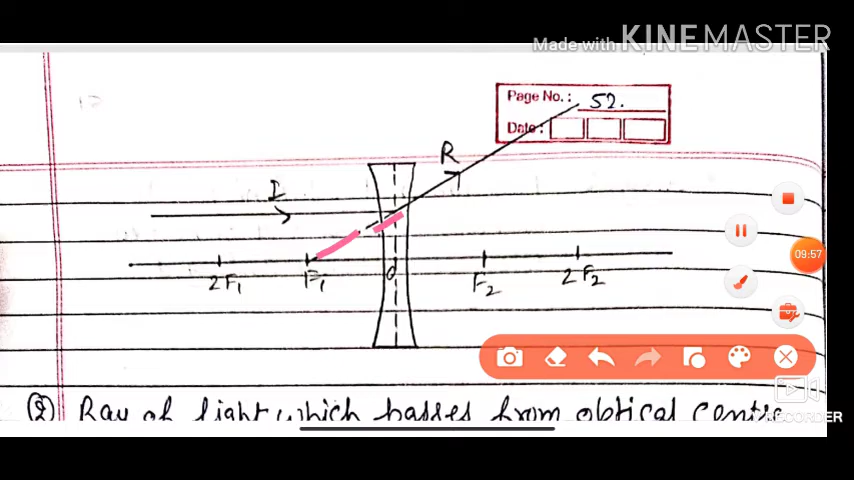 Made with KINEMASTER
Page No.: 52.
Date:
R
I
2F₁ F₁ O F₂ 2F₂
09:57
② Ray of light which passes from optical centre
RECORDER